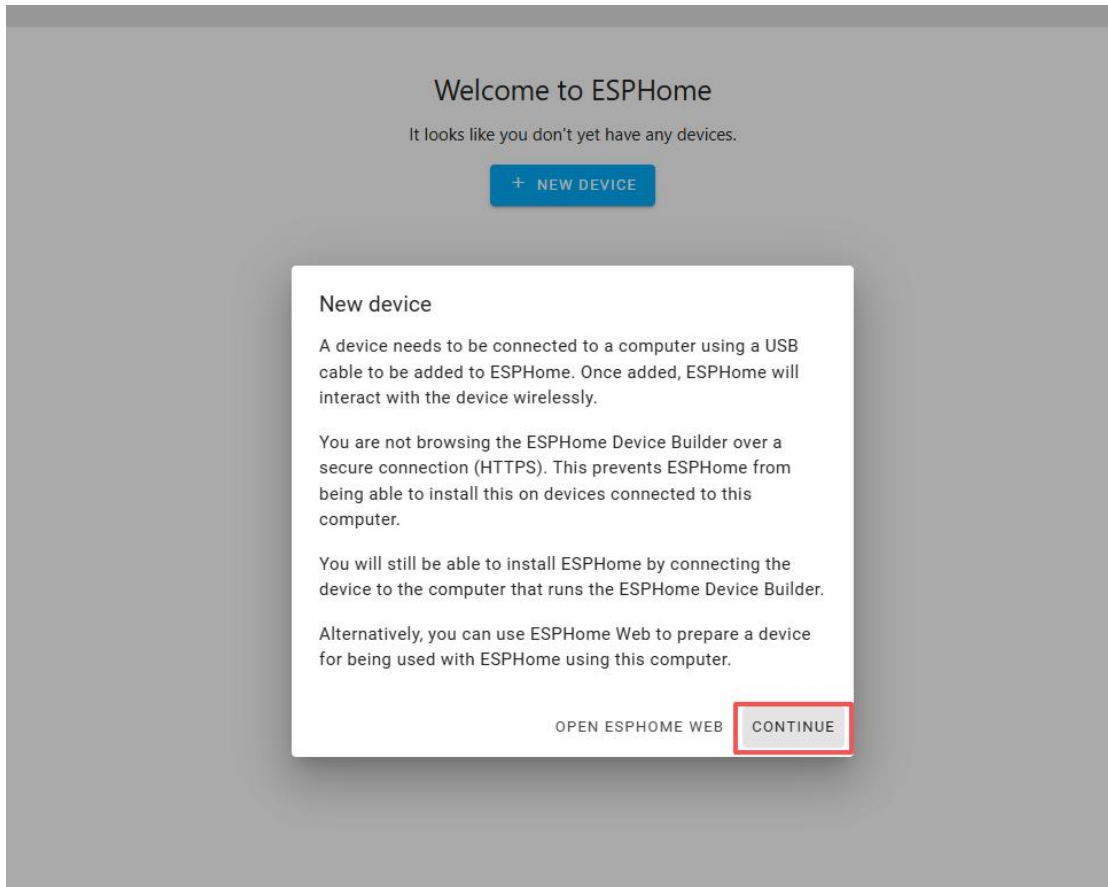 Welcome to ESPHome
It looks like you don't yet have any devices.
+ NEW DEVICE
New device
A device needs to be connected to a computer using a USB
cable to be added to ESPHome. Once added, ESPHome will
interact with the device wirelessly.
You are not browsing the ESPHome Device Builder over a
secure connection (HTTPS). This prevents ESPHome from
being able to install this on devices connected to this
computer.
You will still be able to install ESPHome by connecting the
device to the computer that runs the ESPHome Device Builder.
Alternatively, you can use ESPHome Web to prepare a device
for being used with ESPHome using this computer.
OPEN ESPHOME WEB CONTINUE